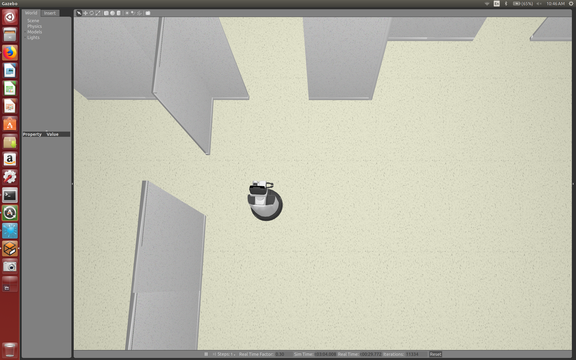 Gazebo
10:46 AM
World Insert
Scene
Physics
Models
Lights
Property Value
Steps:
Real Time Factor:
Sim Time:
Real Time:
Iterations:
Reset